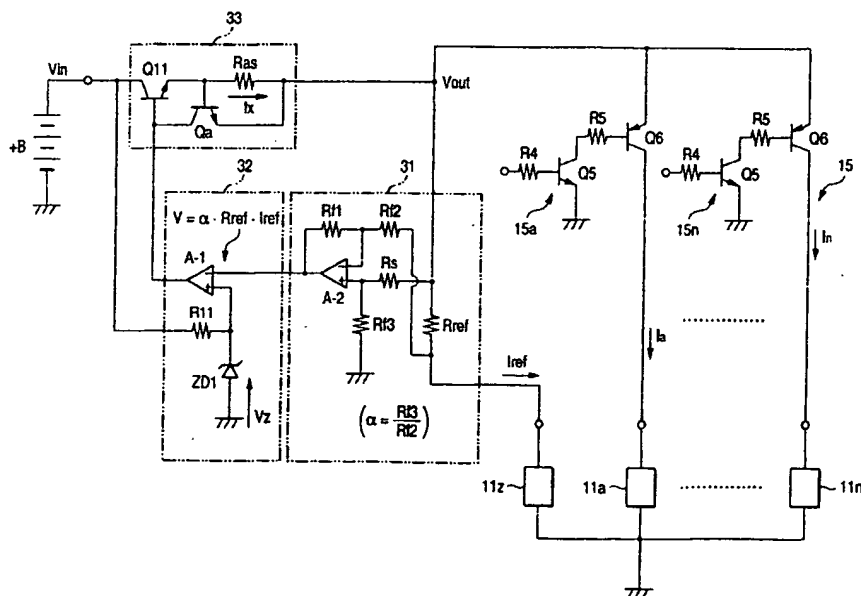 33
Vin
Q11
Ras
Ix
Qa
Vout
+B
R5
Q6
R5
Q6
R4
Q5
R4
Q5
15
15a
15n
In
32
31
V = α · Rref · Iref
Rf1
Rf2
A-1
A-2
Rs
R11
Rf3
Rref
Ia
Iref
ZD1
Vz
(α = Rf3/Rf2)
11z
11a
11n